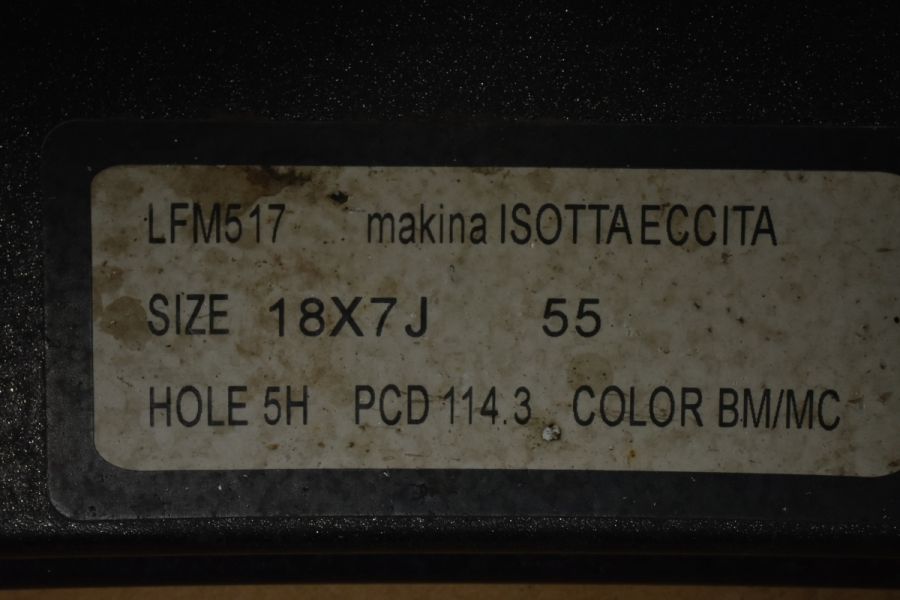 LFM517 makina ISOTTAECCITA
SIZE 18X7J 55
HOLE 5H PCD 114.3 COLOR BM/MC